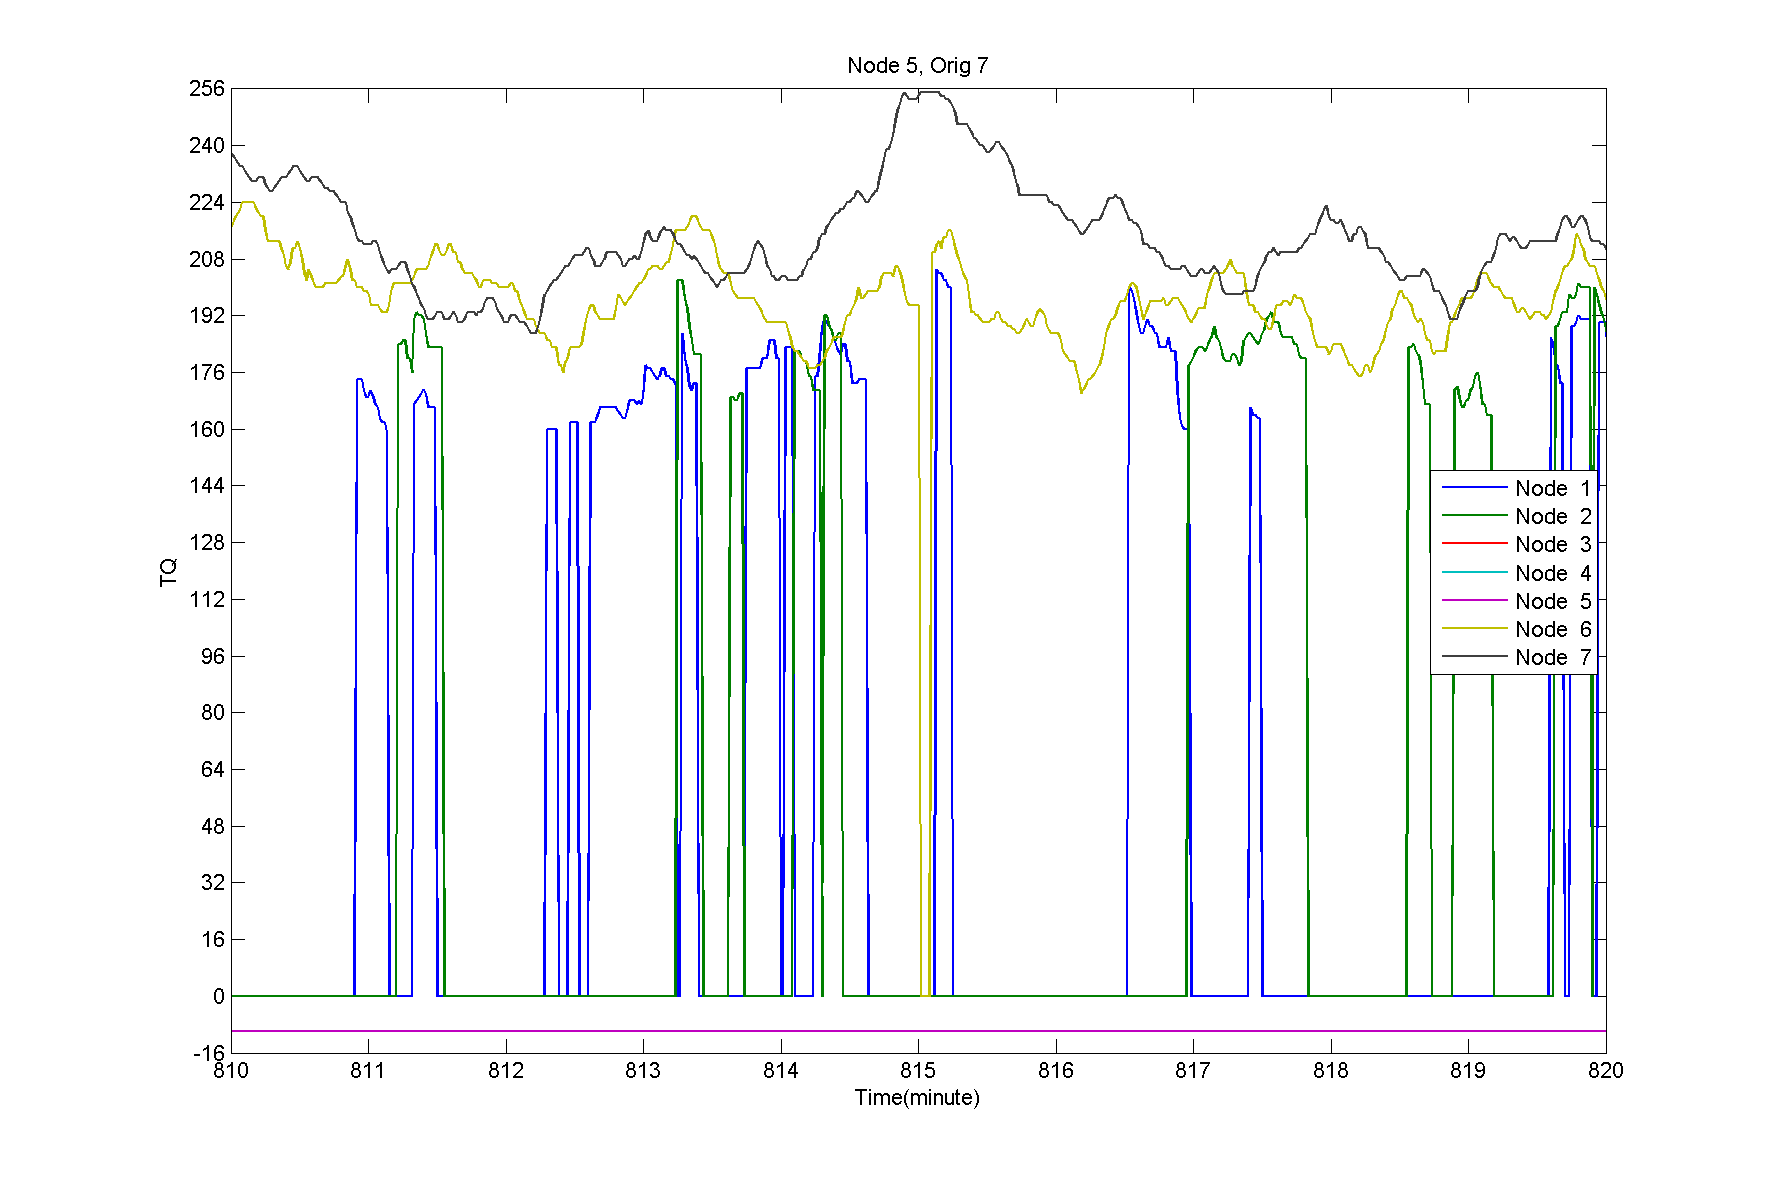 Node 5, Orig 7
256
240
224
208
192
176
160
144
128
112
96
80
64
48
32
16
0
-16
TQ
Node 1
Node 2
Node 3
Node 4
Node 5
Node 6
Node 7
810 811 812 813 814 815 816 817 818 819 820
Time(minute)